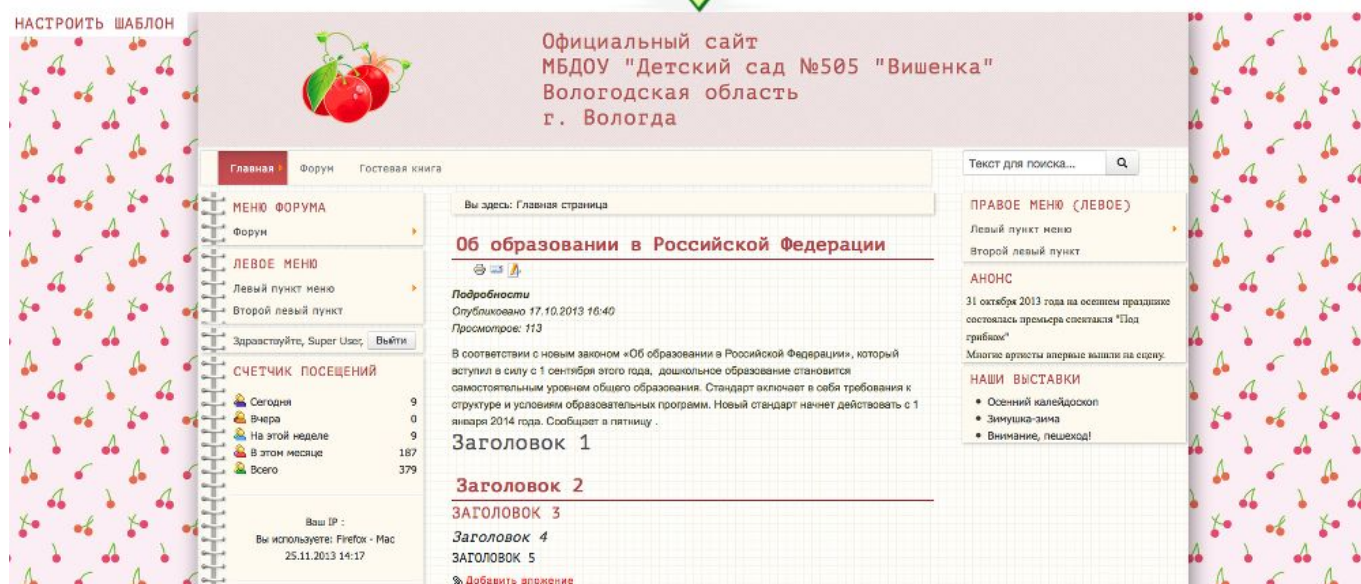 НАСТРОИТЬ ШАБЛОН
Официальный сайт
МБДОУ "Детский сад №505 "Вишенка"
Вологодская область
г. Вологда
Главная
Форум
Гостевая книга
Текст для поиска...
МЕНЮ ФОРУМА
Форум
ЛЕВОЕ МЕНЮ
Левый пункт меню
Второй левый пункт
Здравствуйте, Super User,
Выйти
СЧЕТЧИК ПОСЕЩЕНИЙ
Сегодня 9
Вчера 0
На этой неделе 9
В этом месяце 187
Всего 379
Ваш IP :
Вы используете: Firefox - Mac
25.11.2013 14:17
Вы здесь: Главная страница
Об образовании в Российской Федерации
Подробности
Опубликовано 17.10.2013 16:40
Просмотров: 113
В соответствии с новым законом «Об образовании в Российской Федерации», который
вступил в силу с 1 сентября этого года, дошкольное образование становится
самостоятельным уровнем общего образования. Стандарт включает в себя требования к
структуре и условиям образовательных программ. Новый стандарт начнет действовать с 1
января 2014 года. Сообщает в пятницу .
Заголовок 1
Заголовок 2
ЗАГОЛОВОК 3
Заголовок 4
ЗАГОЛОВОК 5
Добавить вложение
ПРАВОЕ МЕНЮ (ЛЕВОЕ)
Левый пункт меню
Второй левый пункт
АНОНС
31 октября 2013 года на осеннем празднике
состоялась премьера спектакля "Под
грибком"
Многие артисты впервые вышли на сцену.
НАШИ ВЫСТАВКИ
Осенний калейдоскоп
Зимушка-зима
Внимание, пешеход!